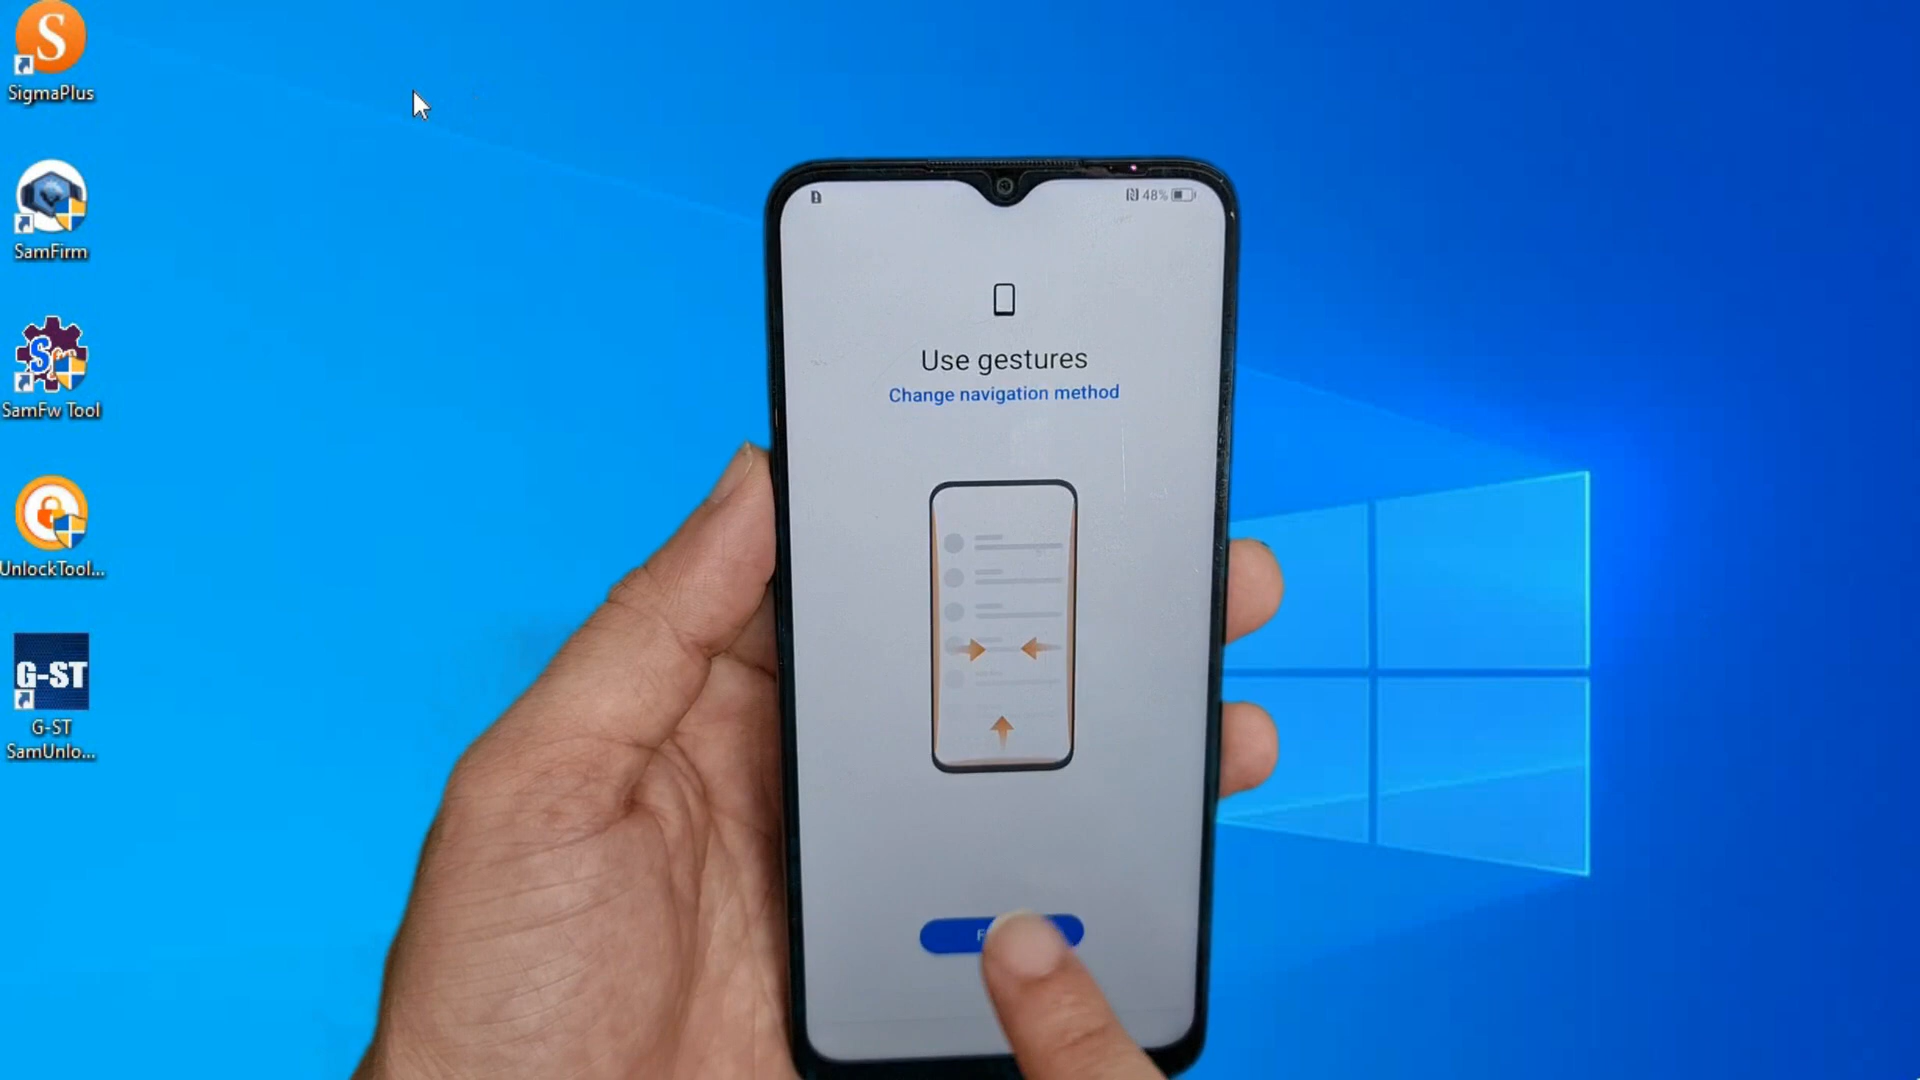 S
SigmaPlus
SamFirm
S
SamFw Tool
UnlockTool...
G-ST
G-ST
SamUnlo...
48%
Use gestures
Change navigation method